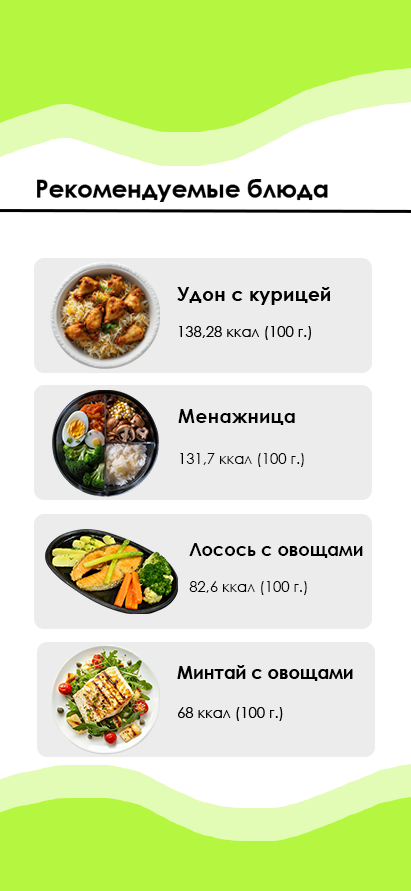 Рекомендуемые блюда
Удон с курицей
138,28 ккал (100 г.)
Менажница
131,7 ккал (100 г.)
Лосось с овощами
82,6 ккал (100 г.)
Минтай с овощами
68 ккал (100 г.)